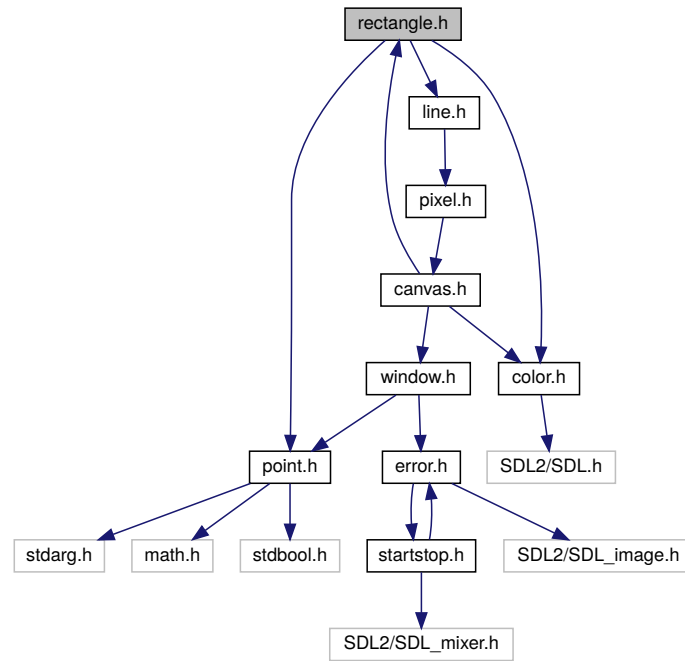 rectangle.h
line.h
pixel.h
canvas.h
window.h
color.h
point.h
error.h
SDL2/SDL.h
stdarg.h
math.h
stdbool.h
startstop.h
SDL2/SDL_image.h
SDL2/SDL_mixer.h